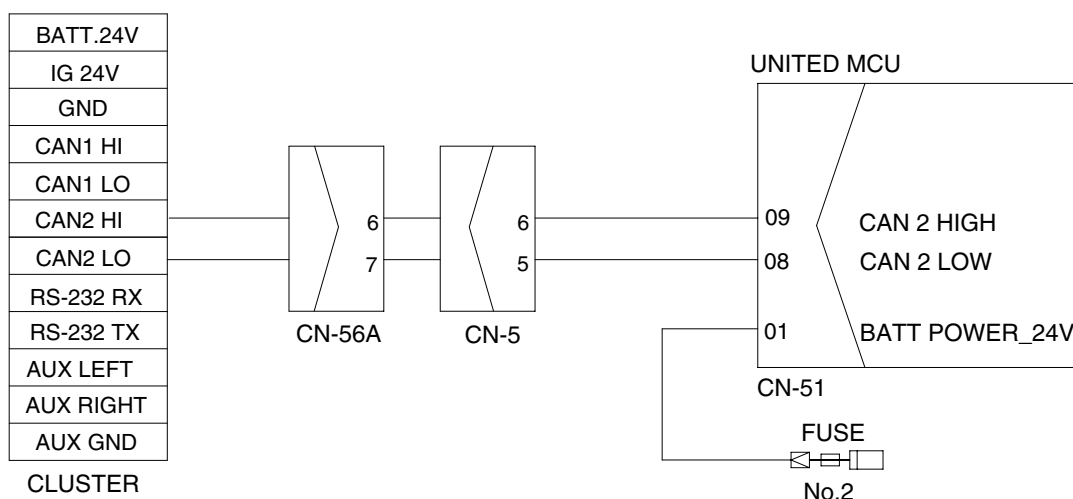 BATT.24V
IG 24V
GND
CAN1 HI
CAN1 LO
CAN2 HI
CAN2 LO
RS-232 RX
RS-232 TX
AUX LEFT
AUX RIGHT
AUX GND
CLUSTER
6
7
CN-56A
6
5
CN-5
UNITED MCU
09 CAN 2 HIGH
08 CAN 2 LOW
01 BATT POWER_24V
CN-51
FUSE
No.2